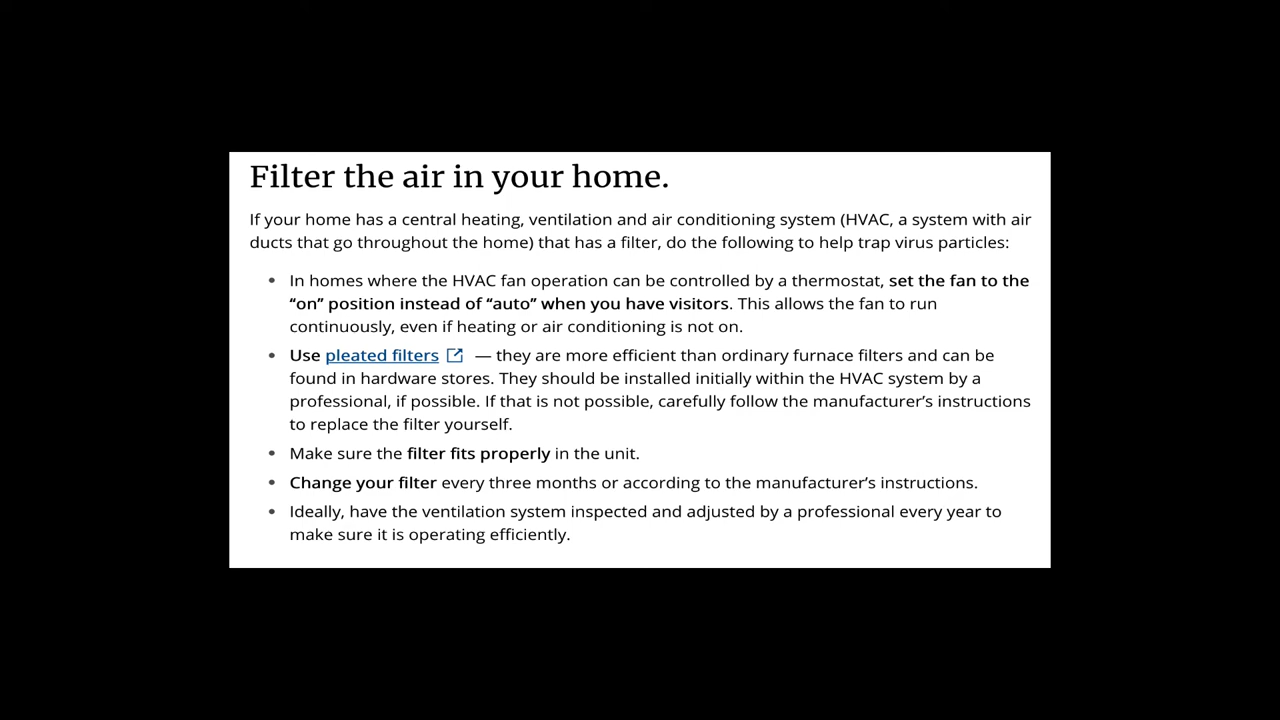 Filter the air in your home.
If your home has a central heating, ventilation and air conditioning system (HVAC, a system with air
ducts that go throughout the home) that has a filter, do the following to help trap virus particles:
• In homes where the HVAC fan operation can be controlled by a thermostat, set the fan to the
“on” position instead of “auto” when you have visitors. This allows the fan to run
continuously, even if heating or air conditioning is not on.
• Use pleated filters — they are more efficient than ordinary furnace filters and can be
found in hardware stores. They should be installed initially within the HVAC system by a
professional, if possible. If that is not possible, carefully follow the manufacturer’s instructions
to replace the filter yourself.
• Make sure the filter fits properly in the unit.
• Change your filter every three months or according to the manufacturer’s instructions.
• Ideally, have the ventilation system inspected and adjusted by a professional every year to
make sure it is operating efficiently.